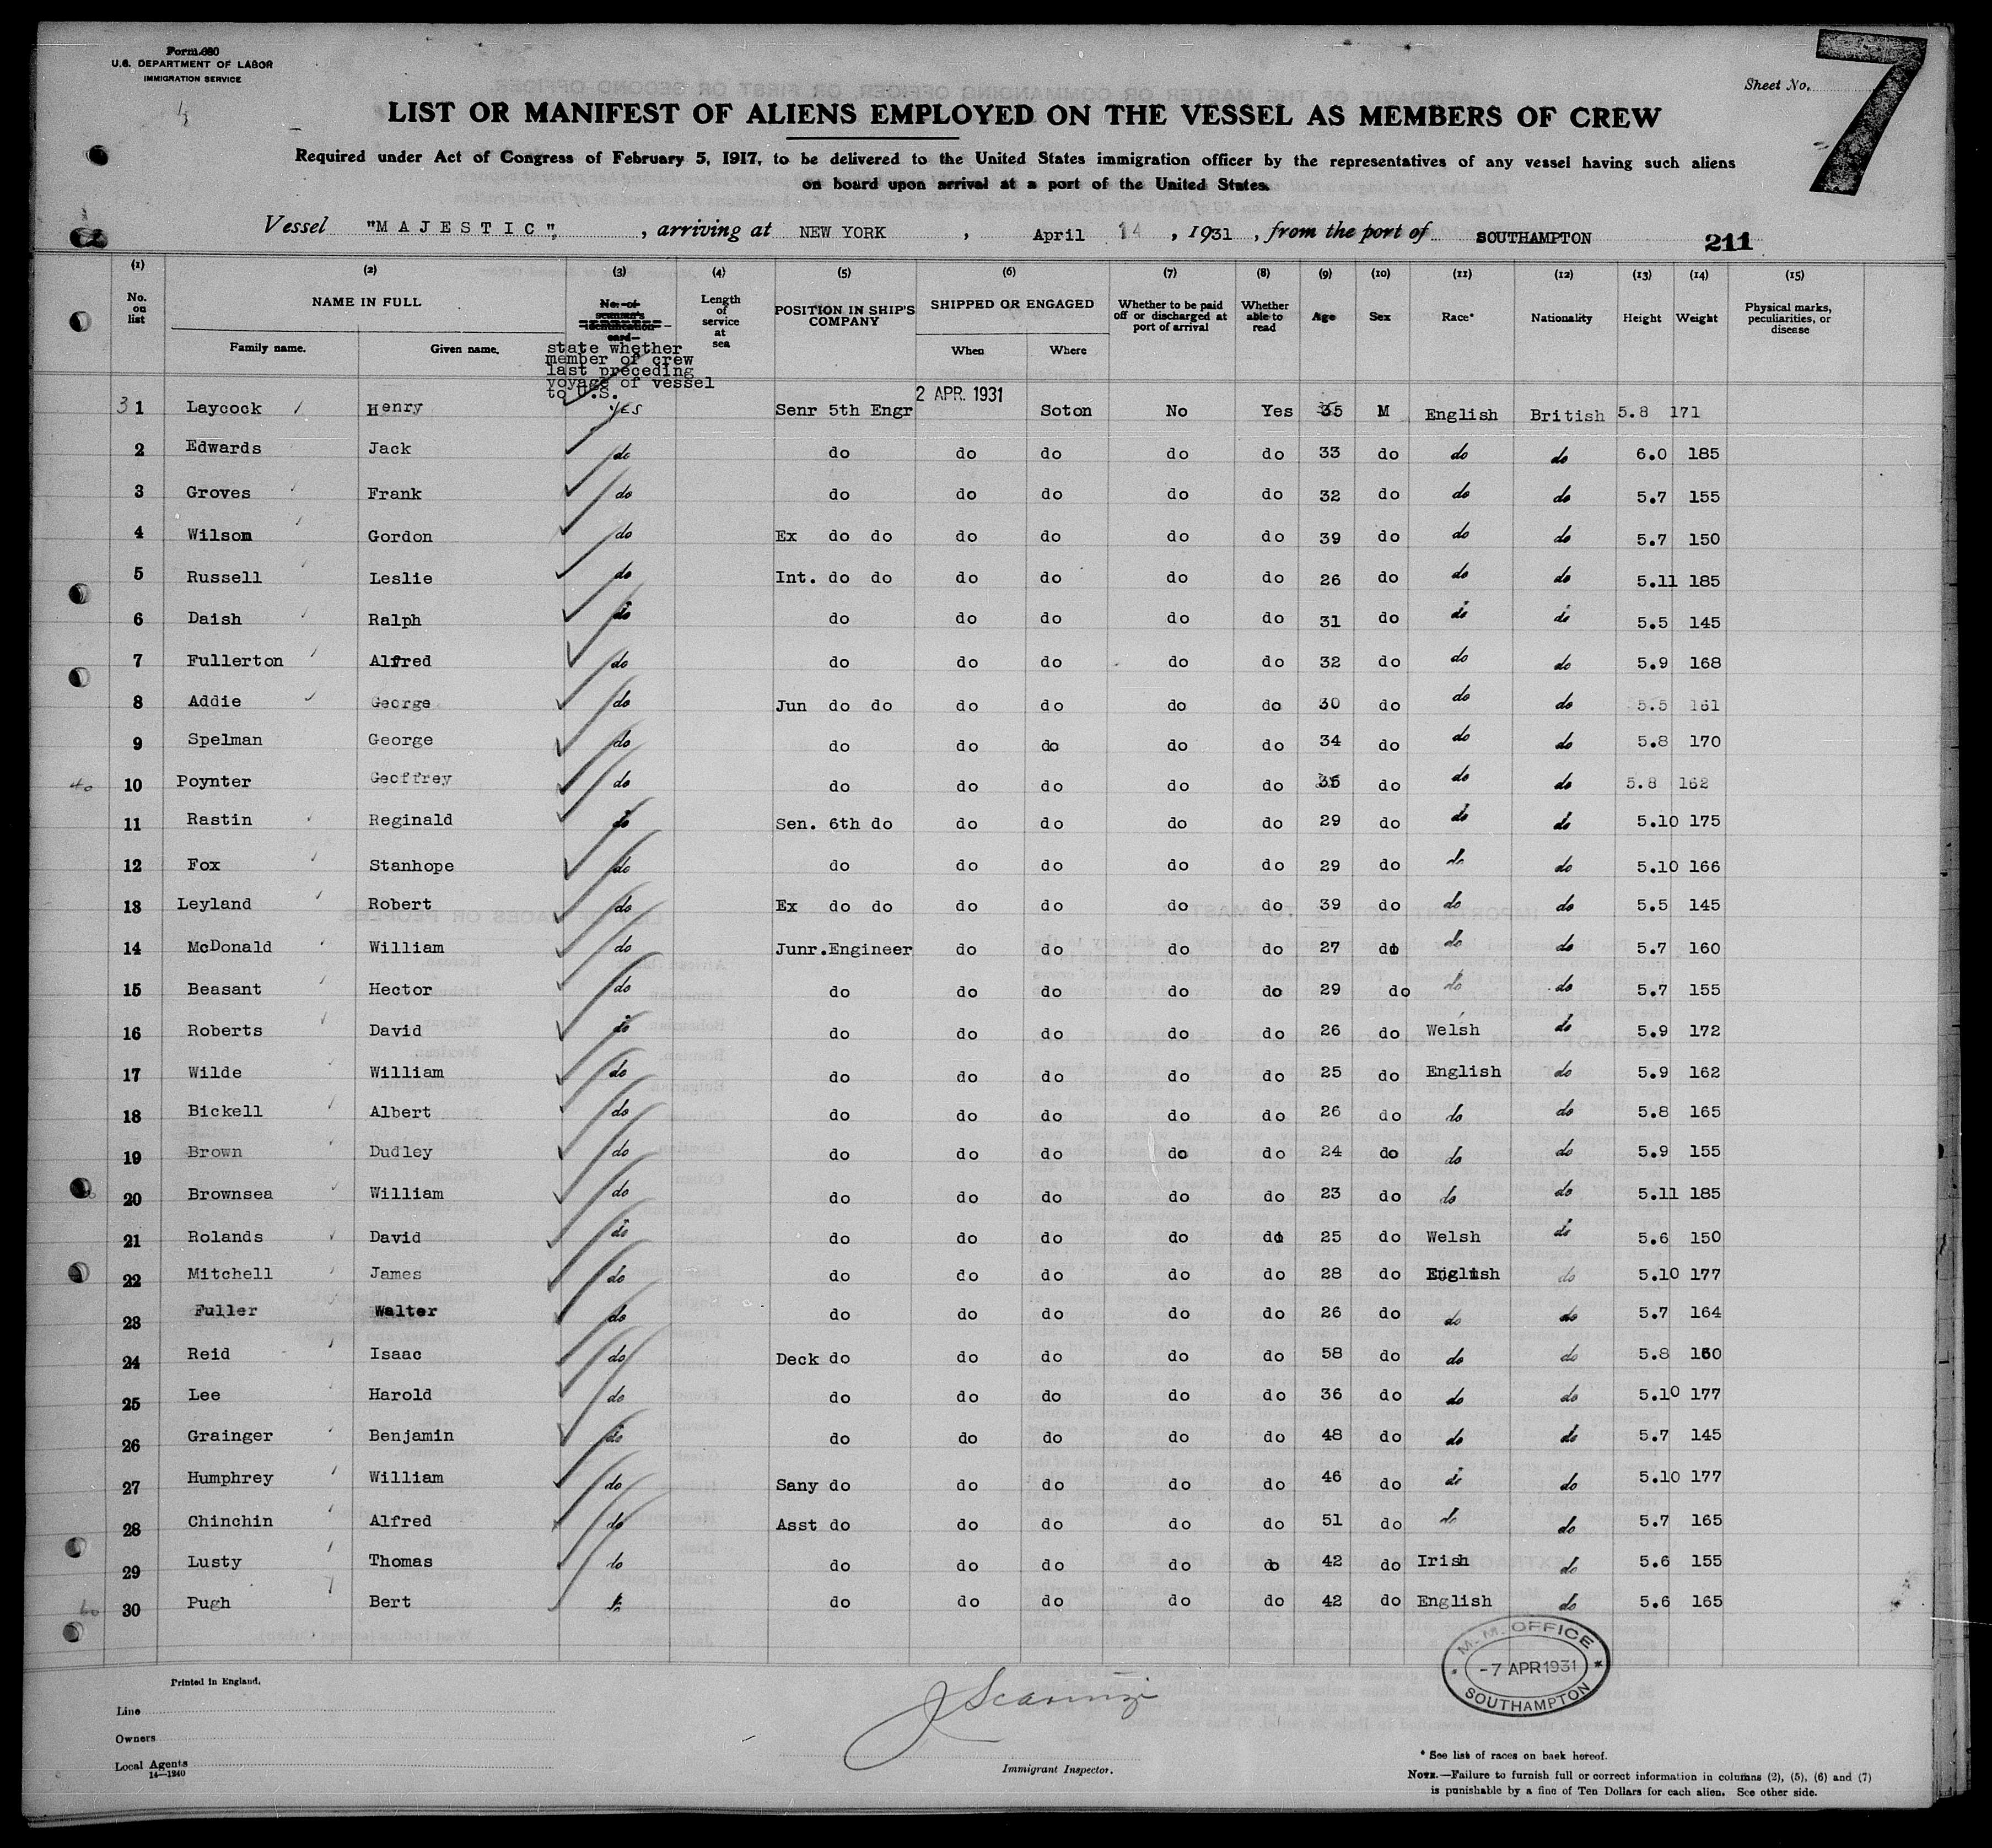 Form 680
U.S. DEPARTMENT OF LABOR
IMMIGRATION SERVICE
Sheet No. 7
4
LIST OR MANIFEST OF ALIENS EMPLOYED ON THE VESSEL AS MEMBERS OF CREW
Required under Act of Congress of February 5, 1917, to be delivered to the United States immigration officer by the representatives of any vessel having such aliens
on board upon arrival at a port of the United States.
Vessel "MAJESTIC", arriving at NEW YORK, April 14, 1931, from the port of SOUTHAMPTON 211
(1) (2) (3) (4) (5) (6) (7) (8) (9) (10) (11) (12) (13) (14) (15)
No. on list NAME IN FULL Family name. Given name. No. of seaman's identification card state whether member of crew last preceding voyage of vessel to U.S. Length of service at sea POSITION IN SHIP'S COMPANY SHIPPED OR ENGAGED When Where Whether to be paid off or discharged at port of arrival Whether able to read Age Sex Race* Nationality Height Weight Physical marks, peculiarities, or disease
3 1 Laycock Henry YES Senr 5th Engr 2 APR. 1931 Soton No Yes 35 M English British 5.8 171
2 Edwards Jack do do do do do do 33 do do do 6.0 185
3 Groves Frank do do do do do do 32 do do do 5.7 155
4 Wilson Gordon do Ex do do do do do do 39 do do do 5.7 150
5 Russell Leslie do Int. do do do do do do 26 do do do 5.11 185
6 Daish Ralph do do do do do do 31 do do do 5.5 145
7 Fullerton Alfred do do do do do do 32 do do do 5.9 168
8 Addie George do Jun do do do do do do 30 do do do 5.5 161
9 Spelman George do do do do do do 34 do do do 5.8 170
40 10 Poynter Geoffrey do do do do do do 35 do do do 5.8 162
11 Rastin Reginald do Sen. 6th do do do do do 29 do do do 5.10 175
12 Fox Stanhope do do do do do do 29 do do do 5.10 166
13 Leyland Robert do Ex do do do do do do 39 do do do 5.5 145
14 McDonald William do Junr.Engineer do do do do 27 do do do 5.7 160
15 Beasant Hector do do do do do do 29 do do do 5.7 155
16 Roberts David do do do do do do 26 do Welsh do 5.9 172
17 Wilde William do do do do do do 25 do English do 5.9 162
18 Bickell Albert do do do do do do 26 do do do 5.8 165
19 Brown Dudley do do do do do do 24 do do do 5.9 155
20 Brownsea William do do do do do do 23 do do do 5.11 185
21 Rolands David do do do do do do 25 do Welsh do 5.6 150
22 Mitchell James do do do do do do 28 do English do 5.10 177
23 Fuller Walter do do do do do do 26 do do do 5.7 164
24 Reid Isaac do Deck do do do do do 58 do do do 5.8 160
25 Lee Harold do do do do do do 36 do do do 5.10 177
26 Grainger Benjamin do do do do do do 48 do do do 5.7 145
27 Humphrey William do Sany do do do do do 46 do do do 5.10 177
28 Chinchin Alfred do Asst do do do do do 51 do do do 5.7 165
29 Lusty Thomas do do do do do do 42 do Irish do 5.6 155
30 Pugh Bert do do do do do 42 do English do 5.6 165
M. M. OFFICE
-7 APR 1931
SOUTHAMPTON
Printed in England.
Line
Owners
Local Agents
14—1240
Immigrant Inspector.
* See list of races on back hereof.
NOTE.—Failure to furnish full or correct information in columns (2), (5), (6) and (7)
is punishable by a fine of Ten Dollars for each alien. See other side.